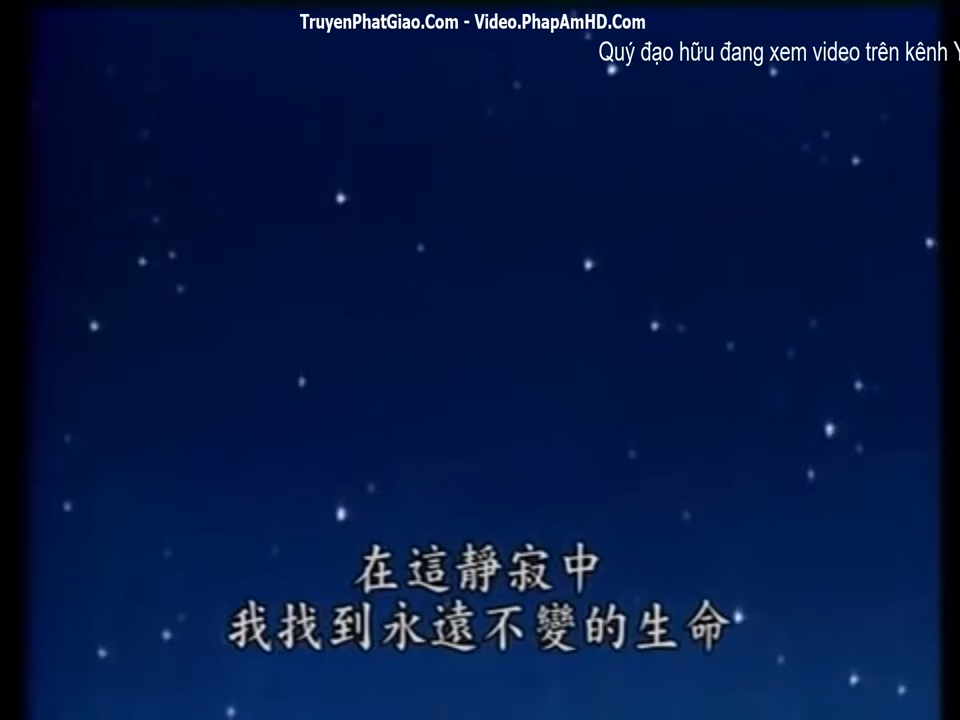 TruyenPhatGiao.Com - Video.PhapAmHD.Com
Quý đạo hữu đang xem video trên kênh
在這靜寂中
我找到永遠不變的生命